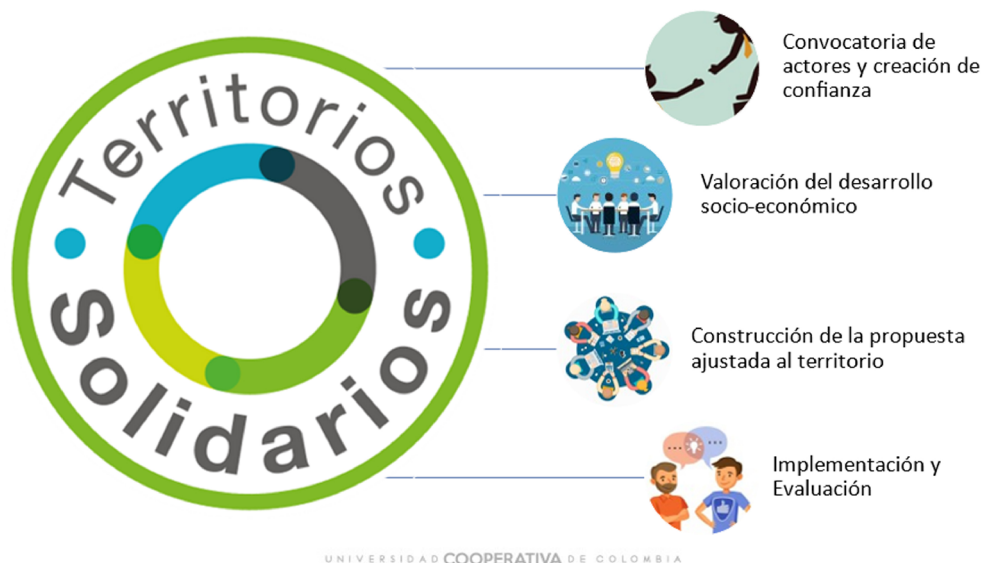 Territorios
Solidarios
Convocatoria de
actores y creación de
confianza
Valoración del desarrollo
socio-económico
Construcción de la propuesta
ajustada al territorio
Implementación y
Evaluación
UNIVERSIDAD COOPERATIVA DE COLOMBIA